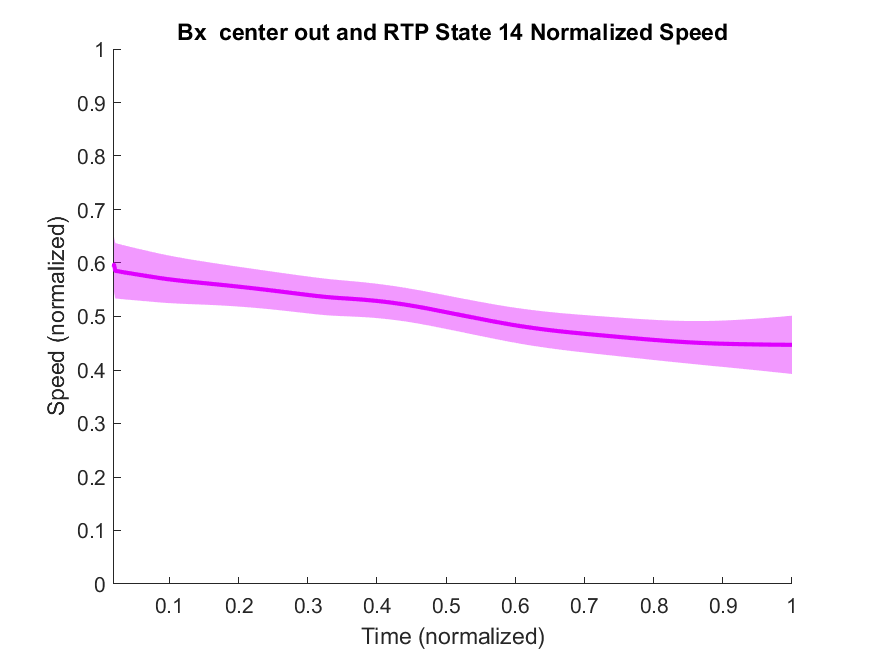 Bx  center out and RTP State 14 Normalized Speed
1
0.9
0.8
0.7
0.6
0.5
0.4
0.3
0.2
0.1
0
Speed (normalized)
0.1 0.2 0.3 0.4 0.5 0.6 0.7 0.8 0.9 1
Time (normalized)